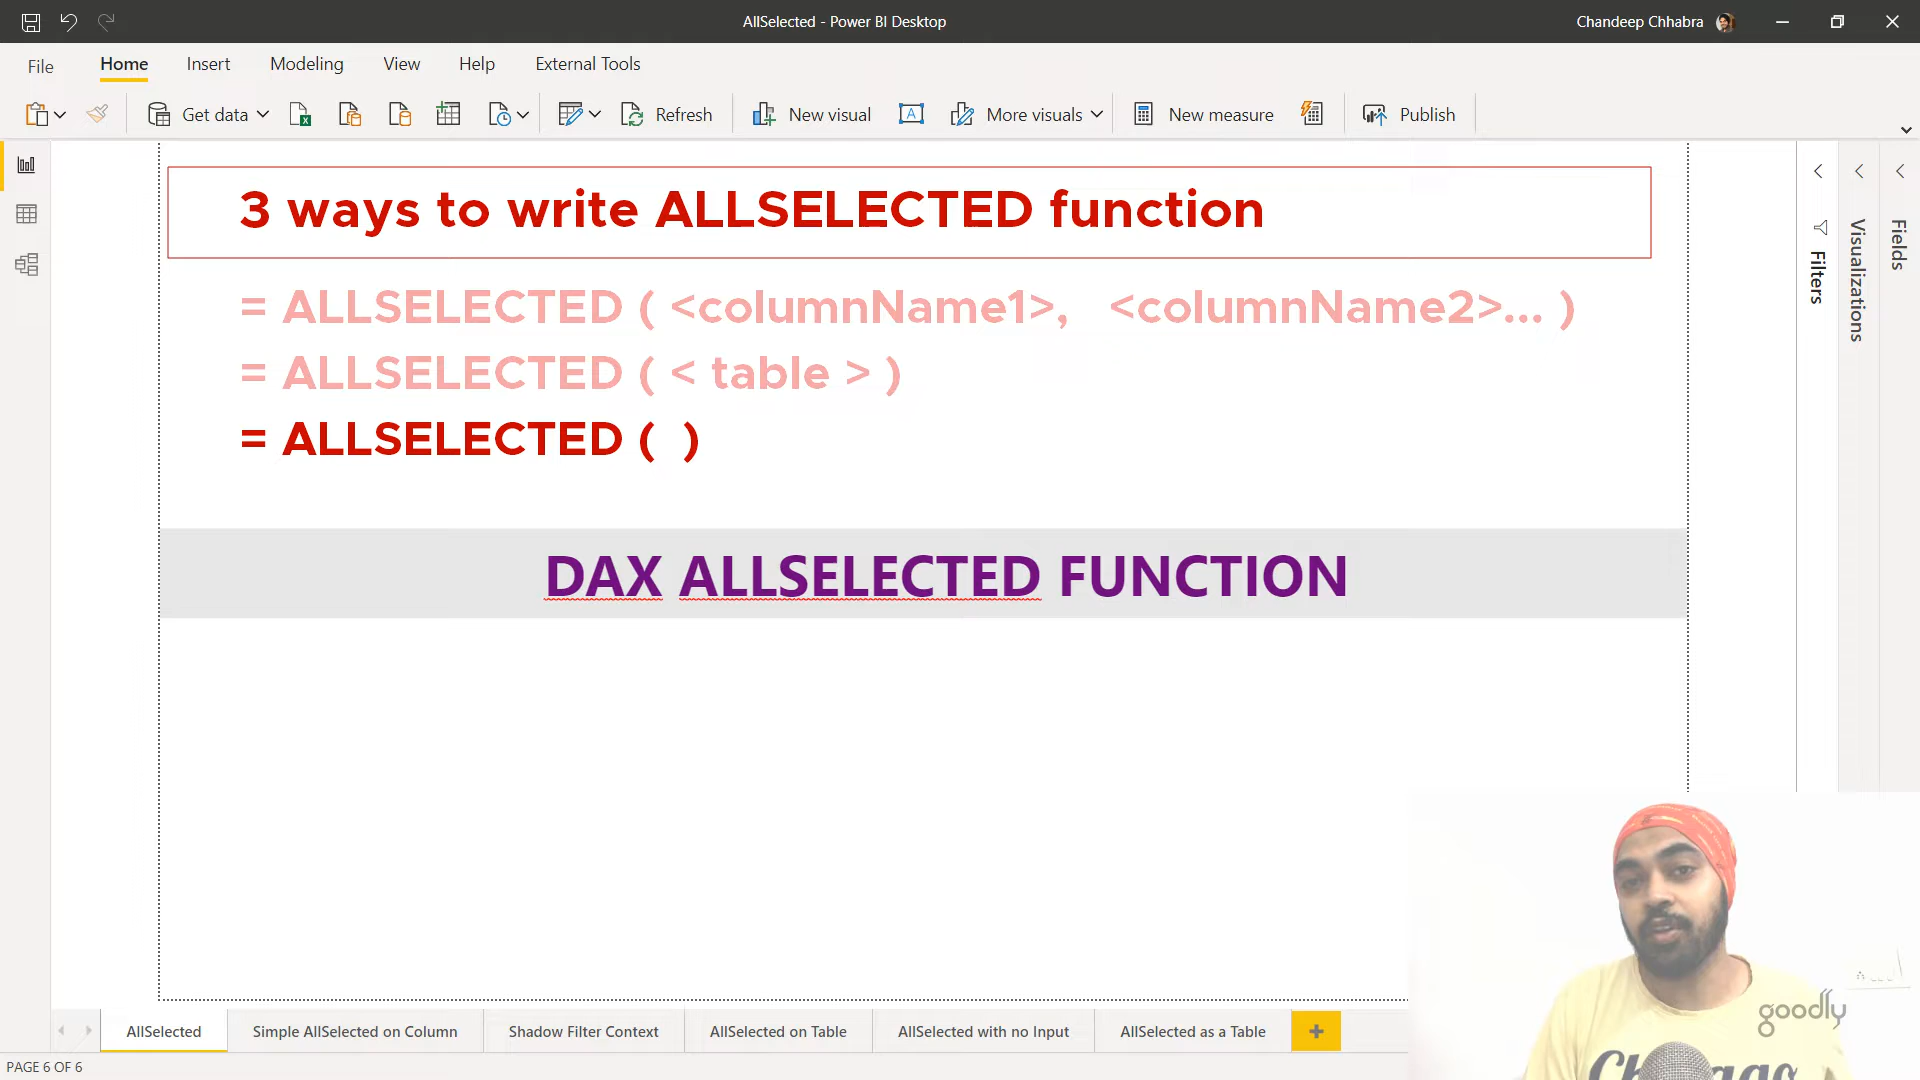 AllSelected - Power BI Desktop
Chandeep Chhabra
File Home Insert Modeling View Help External Tools
Get data Refresh New visual More visuals New measure Publish
3 ways to write ALLSELECTED function
= ALLSELECTED ( <columnName1>, <columnName2>... )
= ALLSELECTED ( < table > )
= ALLSELECTED ( )
DAX ALLSELECTED FUNCTION
Filters
Visualizations
Fields
goodly
AllSelected Simple AllSelected on Column Shadow Filter Context AllSelected on Table AllSelected with no Input AllSelected as a Table
PAGE 6 OF 6